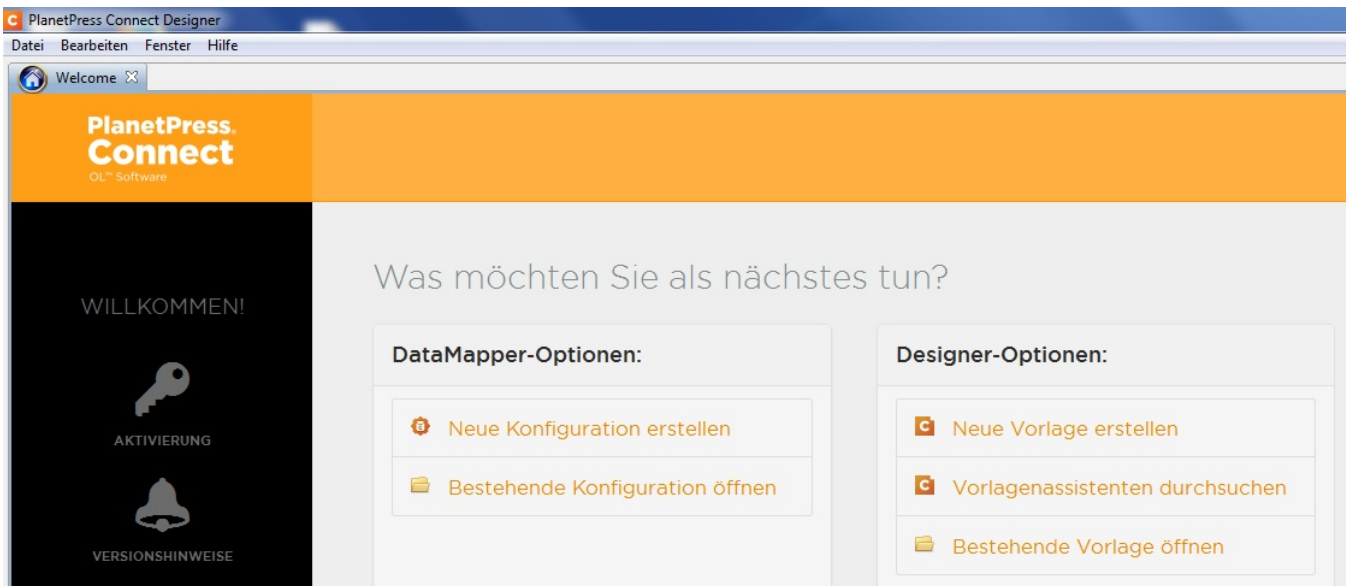 PlanetPress Connect Designer
Datei Bearbeiten Fenster Hilfe
Welcome
PlanetPress.
Connect
OL™ Software
WILLKOMMEN!
AKTIVIERUNG
VERSIONSHINWEISE
Was möchten Sie als nächstes tun?
DataMapper-Optionen:
Neue Konfiguration erstellen
Bestehende Konfiguration öffnen
Designer-Optionen:
Neue Vorlage erstellen
Vorlagenassistenten durchsuchen
Bestehende Vorlage öffnen